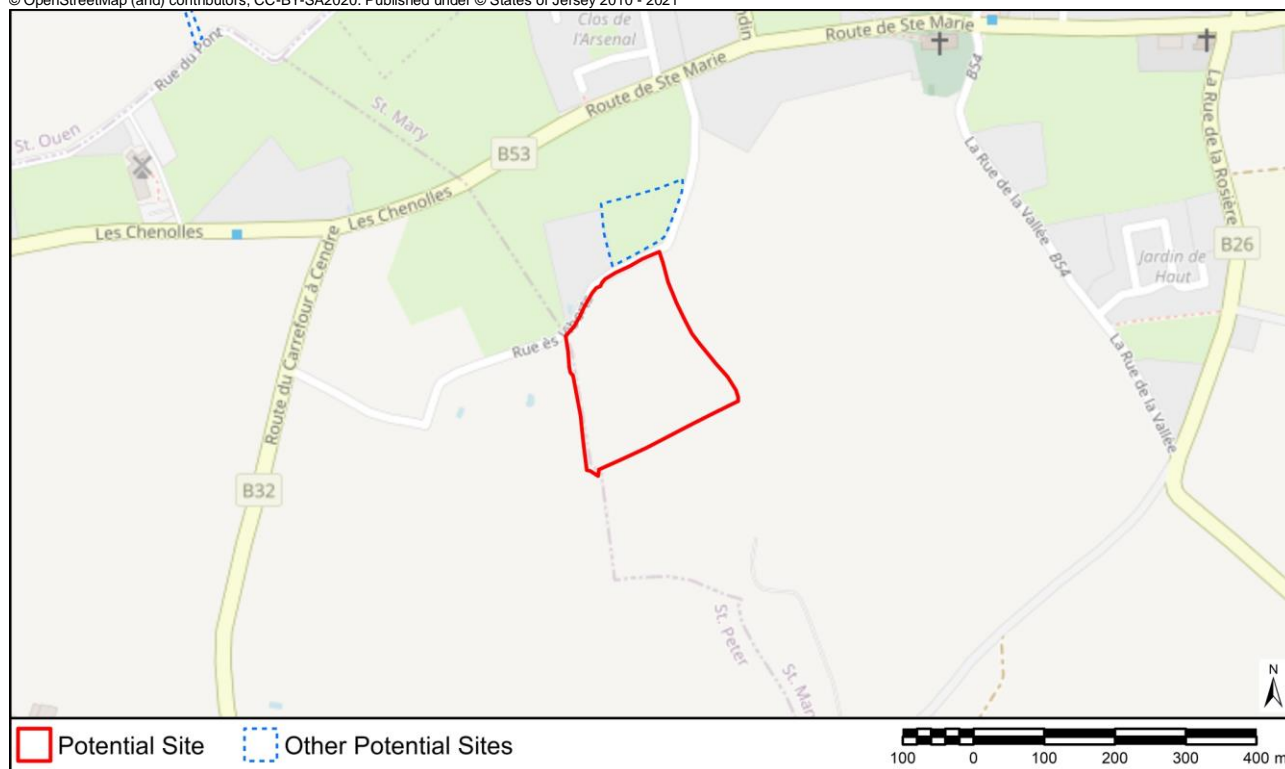 © OpenStreetMap (and) contributors, CC-BY-SA2020. Published under © States of Jersey 2010 - 2021
Clos de
l'Arsenal
Route de Ste Marie
Rue du Pont
Route de Ste Marie
B54
St. Mary
St. Ouen
B53
La Rue de la Rosière
La Rue de la Vallée
B54
Les Chenolles
Les Chenolles
B26
Jardin de
Haut
Route du Carrefour à Cendre
Rue ès
La Rue de la Vallée
B32
St. Peter
St. Mar
N
Potential Site
Other Potential Sites
100 0 100 200 300 400 m